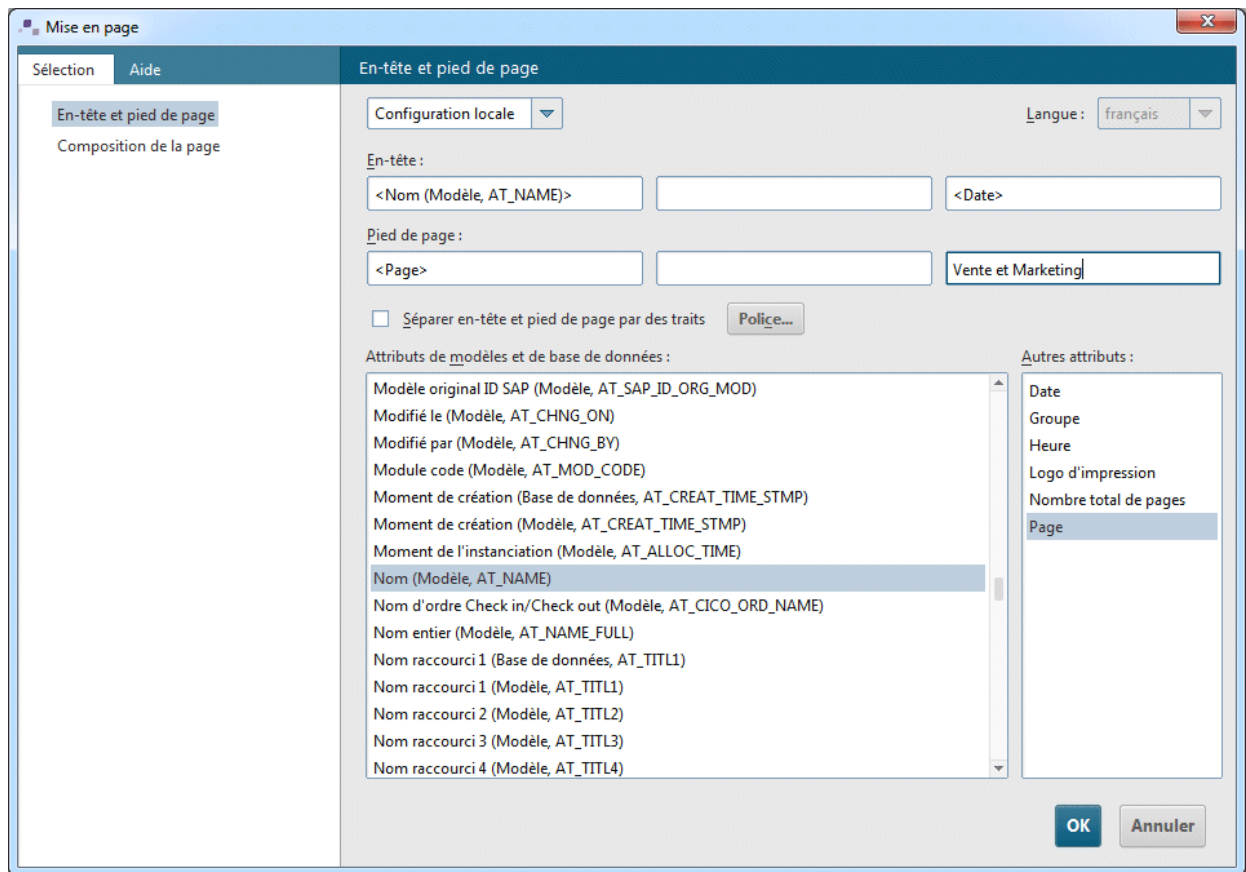 Mise en page
Sélection Aide
En-tête et pied de page
En-tête et pied de page
Composition de la page
Configuration locale
Langue : français
En-tête :
<Nom (Modèle, AT_NAME)> <Date>
Pied de page :
<Page> Vente et Marketing
Séparer en-tête et pied de page par des traits Police...
Attributs de modèles et de base de données :
Modèle original ID SAP (Modèle, AT_SAP_ID_ORG_MOD)
Modifié le (Modèle, AT_CHNG_ON)
Modifié par (Modèle, AT_CHNG_BY)
Module code (Modèle, AT_MOD_CODE)
Moment de création (Base de données, AT_CREAT_TIME_STMP)
Moment de création (Modèle, AT_CREAT_TIME_STMP)
Moment de l'instanciation (Modèle, AT_ALLOC_TIME)
Nom (Modèle, AT_NAME)
Nom d'ordre Check in/Check out (Modèle, AT_CICO_ORD_NAME)
Nom entier (Modèle, AT_NAME_FULL)
Nom raccourci 1 (Base de données, AT_TITL1)
Nom raccourci 1 (Modèle, AT_TITL1)
Nom raccourci 2 (Modèle, AT_TITL2)
Nom raccourci 3 (Modèle, AT_TITL3)
Nom raccourci 4 (Modèle, AT_TITL4)
Autres attributs :
Date
Groupe
Heure
Logo d'impression
Nombre total de pages
Page
OK Annuler